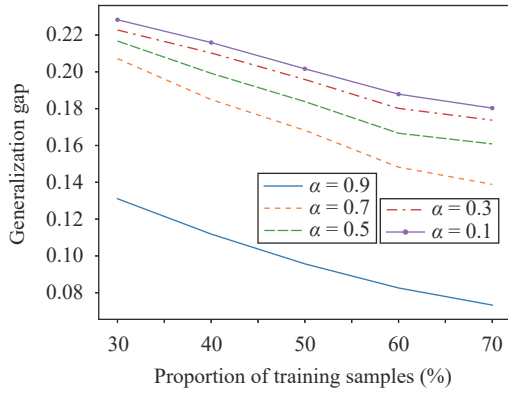 Generalization gap
0.22
0.20
0.18
0.16
0.14
0.12
0.10
0.08
α = 0.9
α = 0.7
α = 0.5
α = 0.3
α = 0.1
30 40 50 60 70
Proportion of training samples (%)